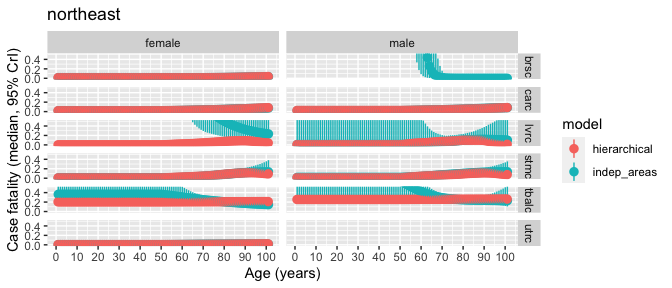 northeast
female
male
Case fatality (median, 95% CrI)
0.4
0.2
0.0
brsc
0.4
0.2
0.0
carc
0.4
0.2
0.0
lvrc
0.4
0.2
0.0
stmc
0.4
0.2
0.0
tbalc
0.4
0.2
0.0
utrc
0 10 20 30 40 50 60 70 80 90 100
0 10 20 30 40 50 60 70 80 90 100
Age (years)
model
hierarchical
indep_areas